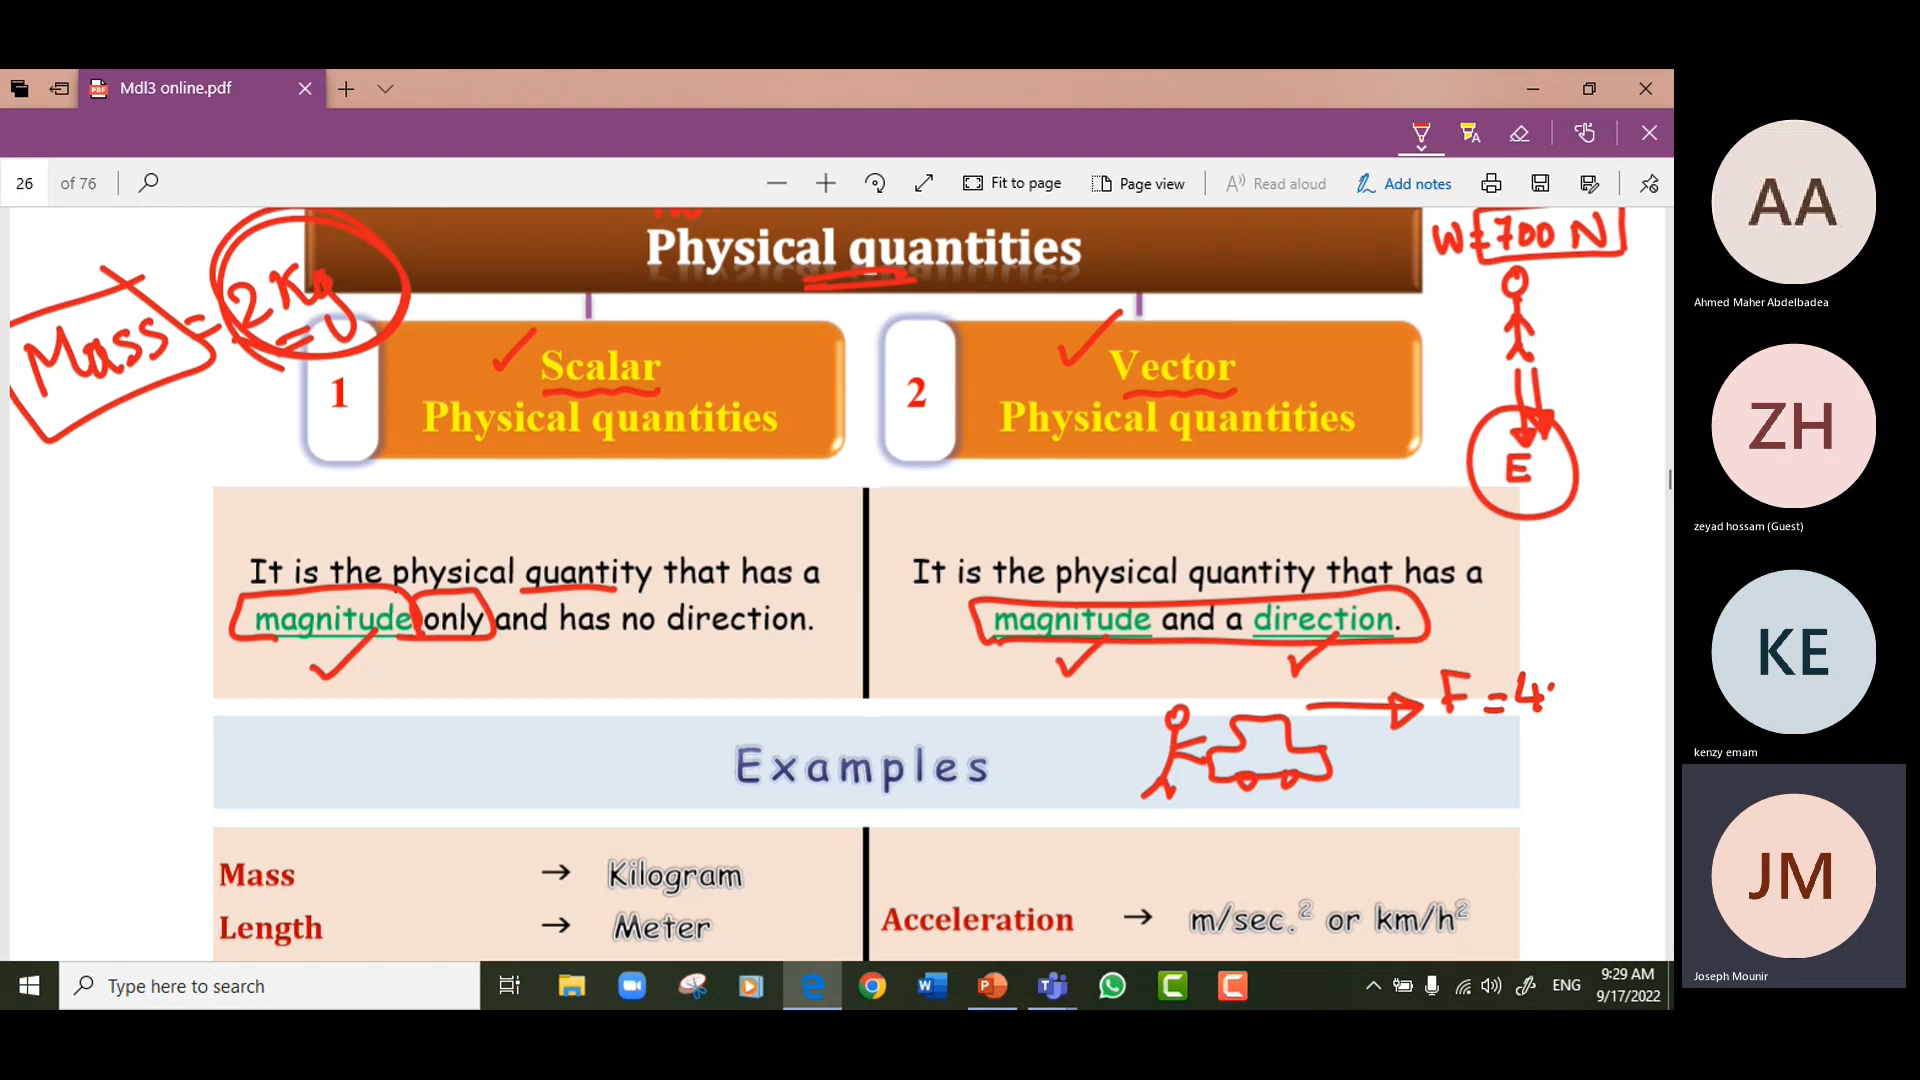 Mdl3 online.pdf
26 of 76
Fit to page
Page view
Read aloud
Add notes
Physical quantities
W = 700 N
Mass = 2 Kg
1
Scalar
Physical quantities
2
Vector
Physical quantities
E
It is the physical quantity that has a
magnitude only and has no direction.
It is the physical quantity that has a
magnitude and a direction.
F = 4
Examples
Mass → Kilogram
Length → Meter
Acceleration → m/sec.² or km/h²
AA
Ahmed Maher Abdelbadea
ZH
zeyad hossam (Guest)
KE
kenzy emam
JM
Joseph Mounir
Type here to search
ENG
9:29 AM
9/17/2022